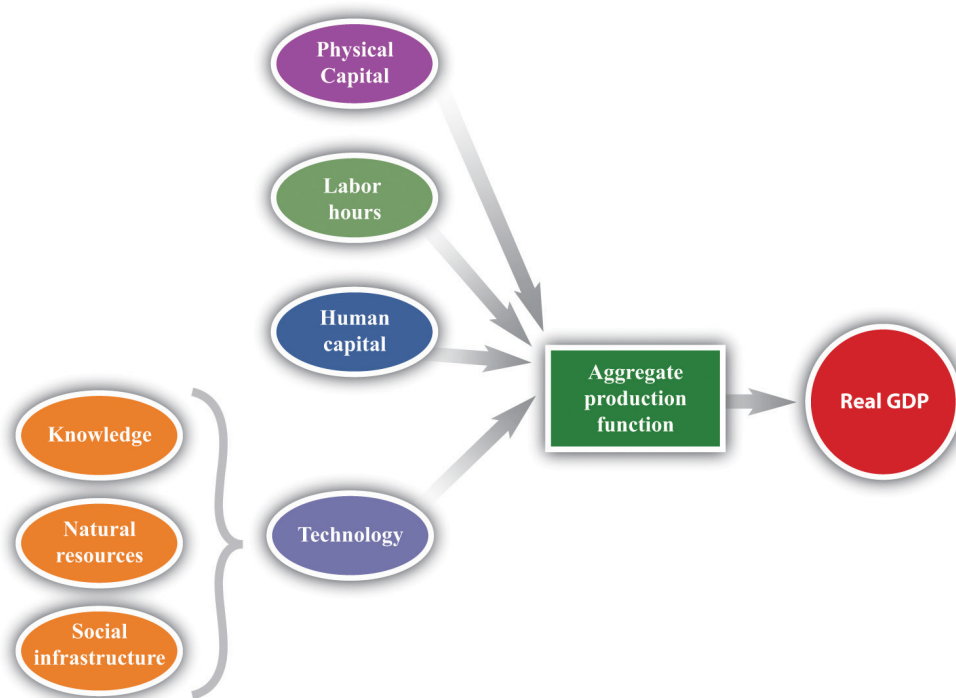 Physical
Capital
Labor
hours
Human
capital
Aggregate
production
function
Real GDP
Knowledge
Natural
resources
Social
infrastructure
Technology